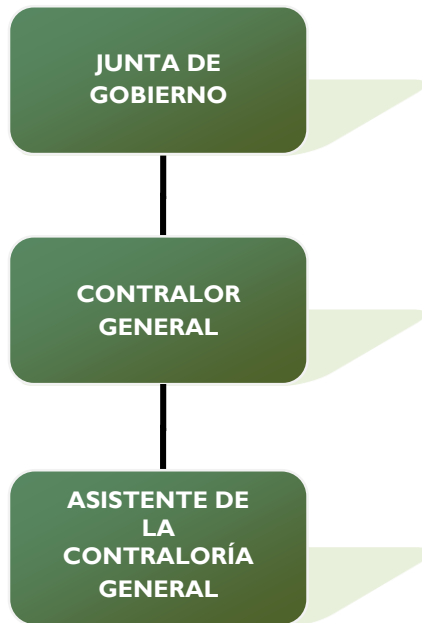 JUNTA DE
GOBIERNO
CONTRALOR
GENERAL
ASISTENTE DE
LA
CONTRALORÍA
GENERAL